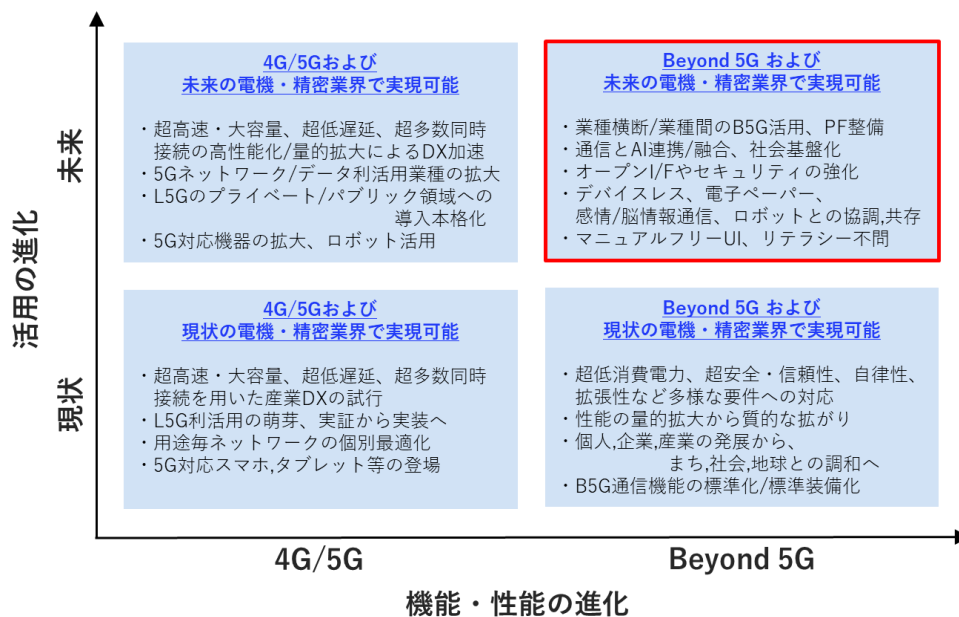 活用の進化
未来
現状
4G/5Gおよび
未来の電機・精密業界で実現可能
・超高速・大容量、超低遅延、超多数同時
接続の高性能化/量的拡大によるDX加速
・5Gネットワーク/データ利活用業種の拡大
・L5Gのプライベート/パブリック領域への
導入本格化
・5G対応機器の拡大、ロボット活用
Beyond 5G および
未来の電機・精密業界で実現可能
・業種横断/業種間のB5G活用、PF整備
・通信とAI連携/融合、社会基盤化
・オープンI/Fやセキュリティの強化
・デバイスレス、電子ペーパー、
感情/脳情報通信、ロボットとの協調,共存
・マニュアルフリーUI、リテラシー不問
4G/5Gおよび
現状の電機・精密業界で実現可能
・超高速・大容量、超低遅延、超多数同時
接続を用いた産業DXの試行
・L5G利活用の萌芽、実証から実装へ
・用途毎ネットワークの個別最適化
・5G対応スマホ,タブレット等の登場
Beyond 5G および
現状の電機・精密業界で実現可能
・超低消費電力、超安全・信頼性、自律性、
拡張性など多様な要件への対応
・性能の量的拡大から質的な拡がり
・個人,企業,産業の発展から、
まち,社会,地球との調和へ
・B5G通信機能の標準化/標準装備化
4G/5G
Beyond 5G
機能・性能の進化